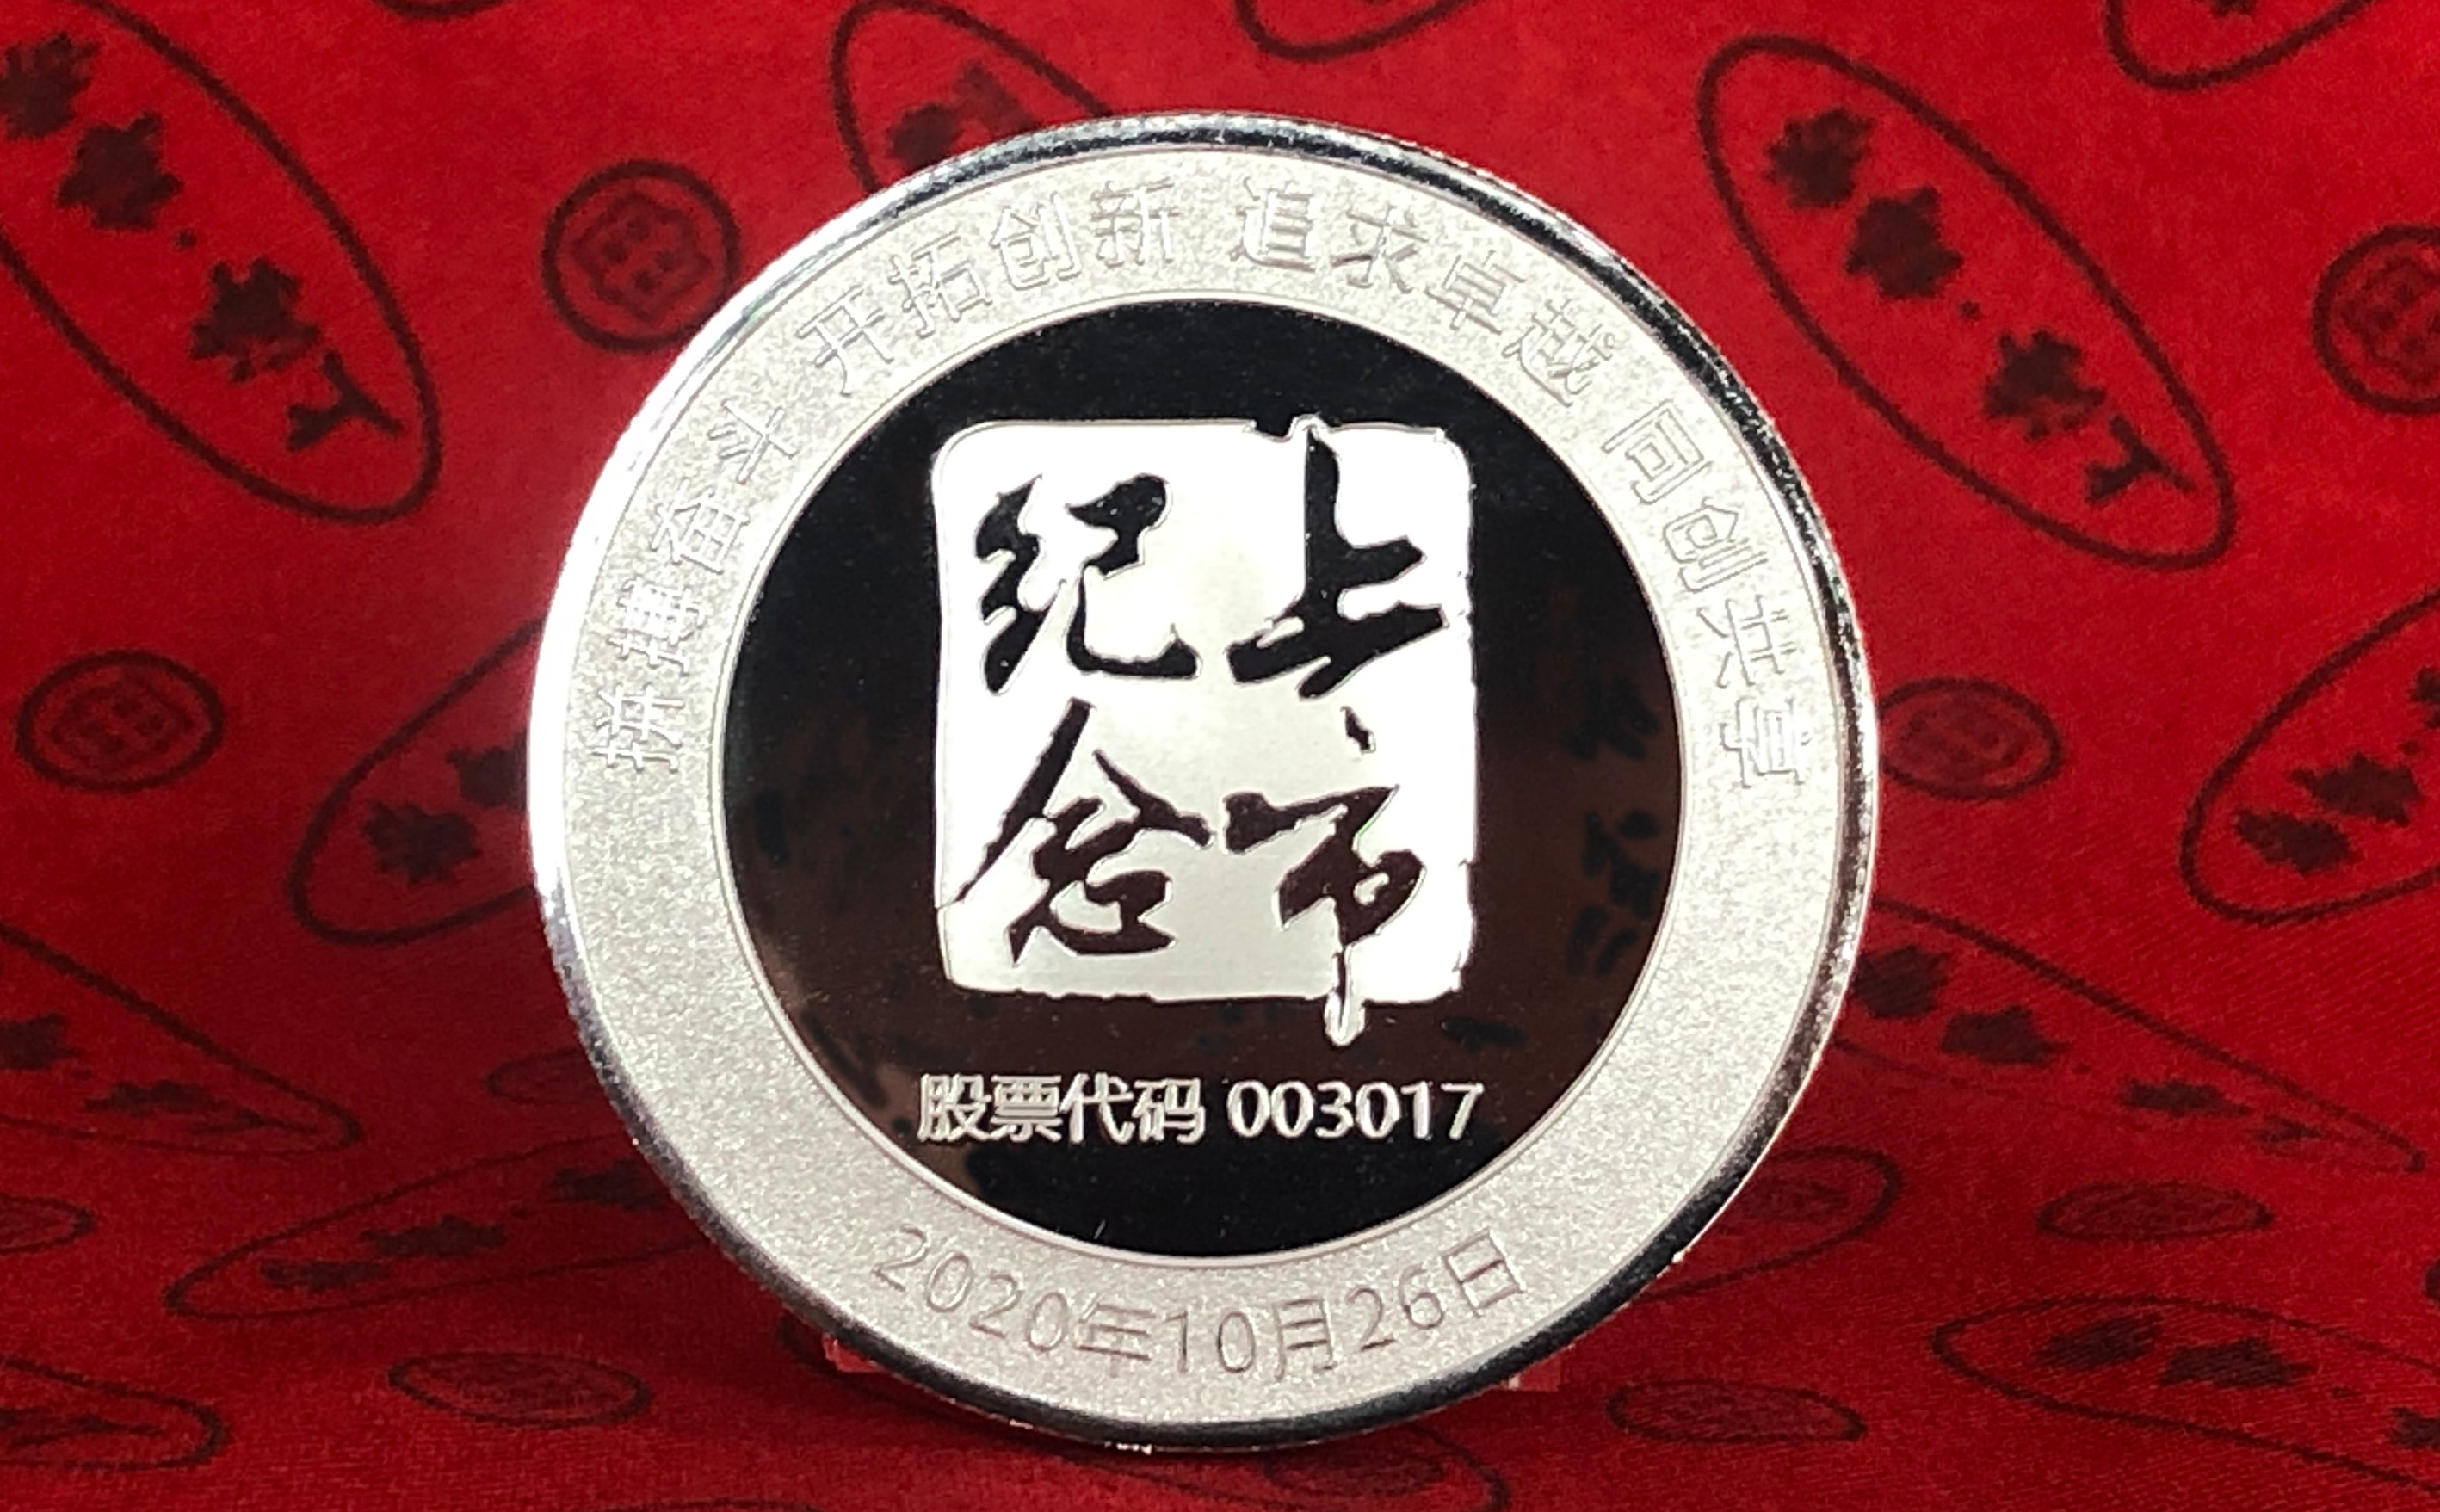 拼搏奋斗 开拓创新 追求卓越 同创共享
上市
纪念
股票代码 003017
2020年10月26日